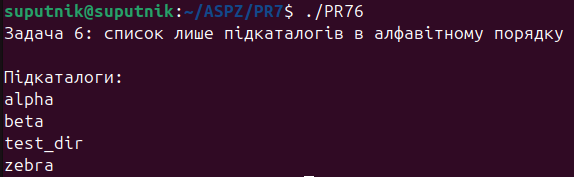 suputnik@suputnik:~/ASPZ/PR7$ ./PR76
Задача 6: список лише підкаталогів в алфавітному порядку
Підкаталоги:
alpha
beta
test_dir
zebra